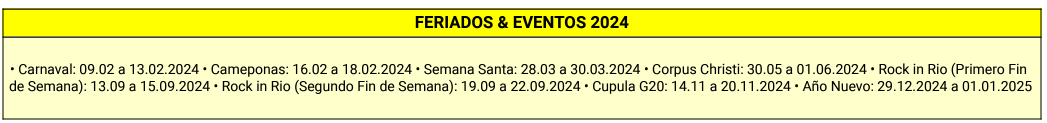 FERIADOS & EVENTOS 2024
• Carnaval: 09.02 a 13.02.2024 • Cameponas: 16.02 a 18.02.2024 • Semana Santa: 28.03 a 30.03.2024 • Corpus Christi: 30.05 a 01.06.2024 • Rock in Rio (Primero Fin
de Semana): 13.09 a 15.09.2024 • Rock in Rio (Segundo Fin de Semana): 19.09 a 22.09.2024 • Cupula G20: 14.11 a 20.11.2024 • Año Nuevo: 29.12.2024 a 01.01.2025